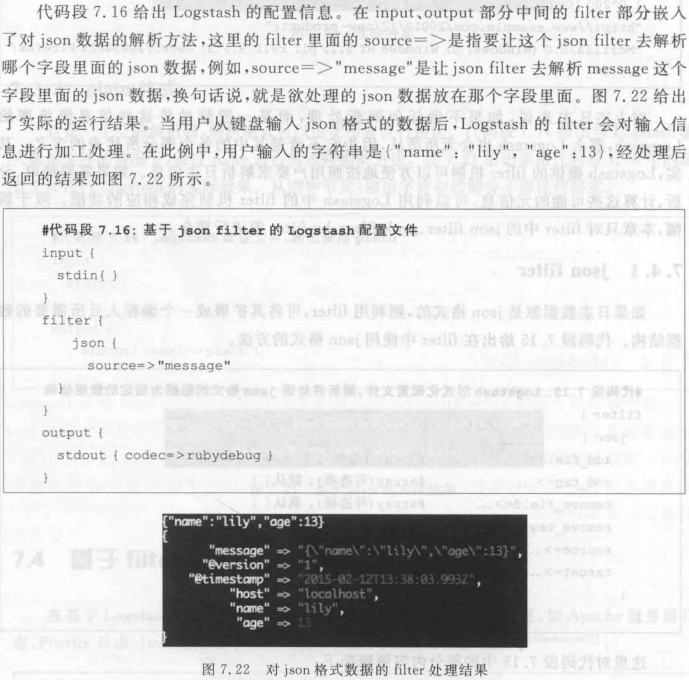 代码段 7.16 给出 Logstash 的配置信息。在 input、output 部分中间的 filter 部分嵌入
了对 json 数据的解析方法,这里的 filter 里面的 source=>是指要让这个 json filter 去解析
哪个字段里面的 json 数据,例如,source=>"message"是让 json filter 去解析 message 这个
字段里面的 json 数据,换句话说,就是欲处理的 json 数据放在那个字段里面。图 7.22 给出
了实际的运行结果。当用户从键盘输入 json 格式的数据后,Logstash 的 filter 会对输入信
息进行加工处理。在此例中,用户输入的字符串是{"name": "lily", "age":13},经处理后
返回的结果如图 7.22 所示。
#代码段 7.16: 基于 json filter 的 Logstash 配置文件
input {
stdin{ }
}
filter {
json {
source=>"message"
}
}
output {
stdout { codec=>rubydebug }
}
{"name":"lily","age":13}
{
"message" => "{\"name\":\"lily\",\"age\":13}",
"@version" => "1",
"@timestamp" => "2015-02-12T13:38:03.993Z",
"host" => "localhost",
"name" => "lily",
"age" => 13
}
图 7.22 对 json 格式数据的 filter 处理结果